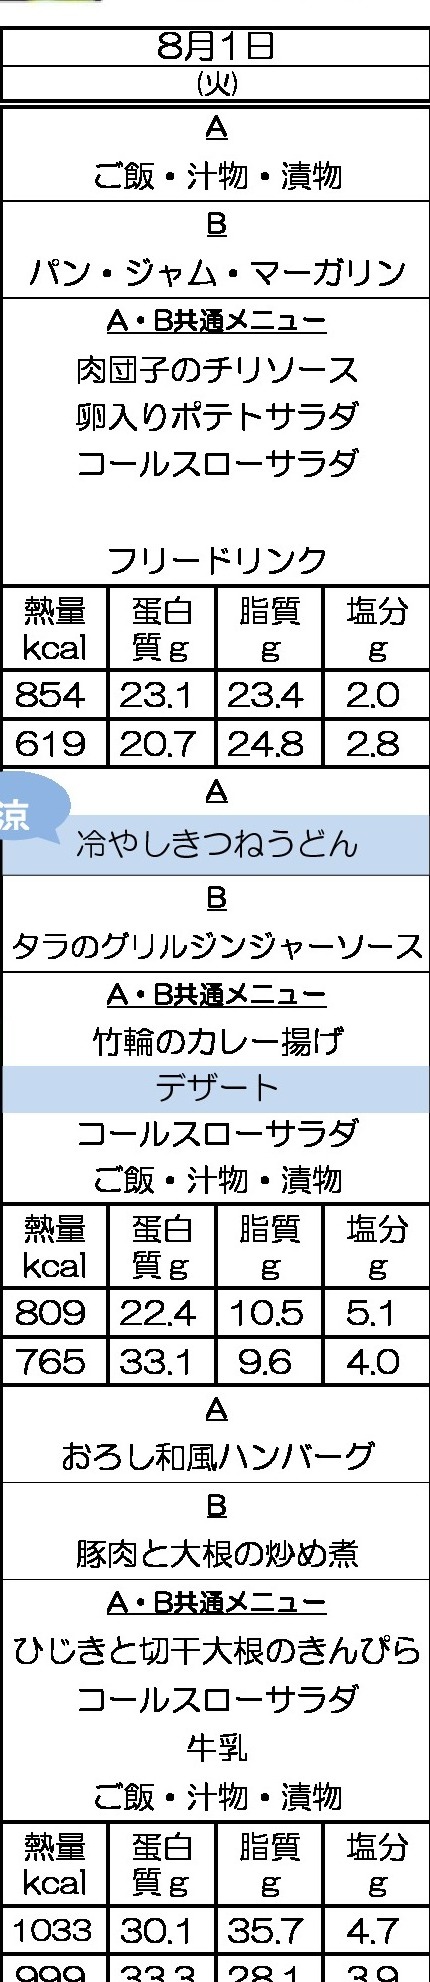 8月1日
(火)
A
ご飯・汁物・漬物
B
パン・ジャム・マーガリン
A・B共通メニュー
肉団子のチリソース
卵入りポテトサラダ
コールスローサラダ
フリードリンク
熱量 蛋白 脂質 塩分
kcal 質g g g
854 23.1 23.4 2.0
619 20.7 24.8 2.8
A
涼
冷やしきつねうどん
B
タラのグリルジンジャーソース
A・B共通メニュー
竹輪のカレー揚げ
デザート
コールスローサラダ
ご飯・汁物・漬物
熱量 蛋白 脂質 塩分
kcal 質g g g
809 22.4 10.5 5.1
765 33.1 9.6 4.0
A
おろし和風ハンバーグ
B
豚肉と大根の炒め煮
A・B共通メニュー
ひじきと切干大根のきんぴら
コールスローサラダ
牛乳
ご飯・汁物・漬物
熱量 蛋白 脂質 塩分
kcal 質g g g
1033 30.1 35.7 4.7
999 33.3 28.1 3.9